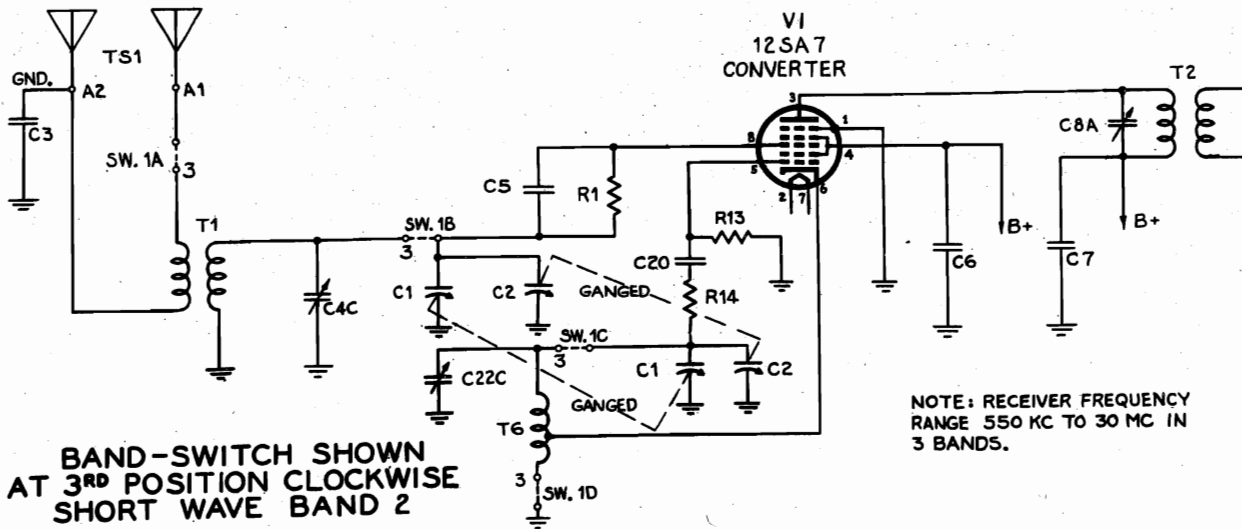 TS1
GND.
A2
A1
C3
SW. 1A
3
T1
C4C
SW. 1B
3
C5
R1
C1
C2
GANGED
V1
12SA7
CONVERTER
3
8
5
1
4
6
2
7
R13
C20
R14
SW. 1C
3
C22C
C1
C2
GANGED
T6
3
SW. 1D
C6
B+
C7
B+
C8A
T2
NOTE: RECEIVER FREQUENCY
RANGE 550 KC TO 30 MC IN
3 BANDS.
BAND-SWITCH SHOWN
AT 3RD POSITION CLOCKWISE
SHORT WAVE BAND 2